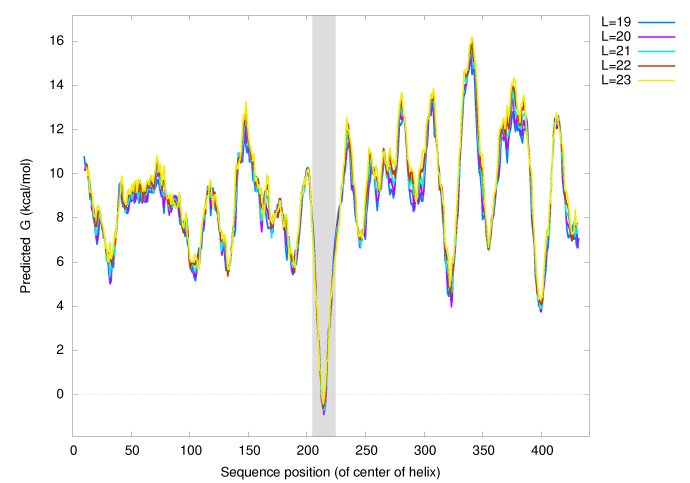 L=19
L=20
L=21
L=22
L=23
16
14
12
10
8
6
4
2
0
Predicted G (kcal/mol)
0 50 100 150 200 250 300 350 400
Sequence position (of center of helix)